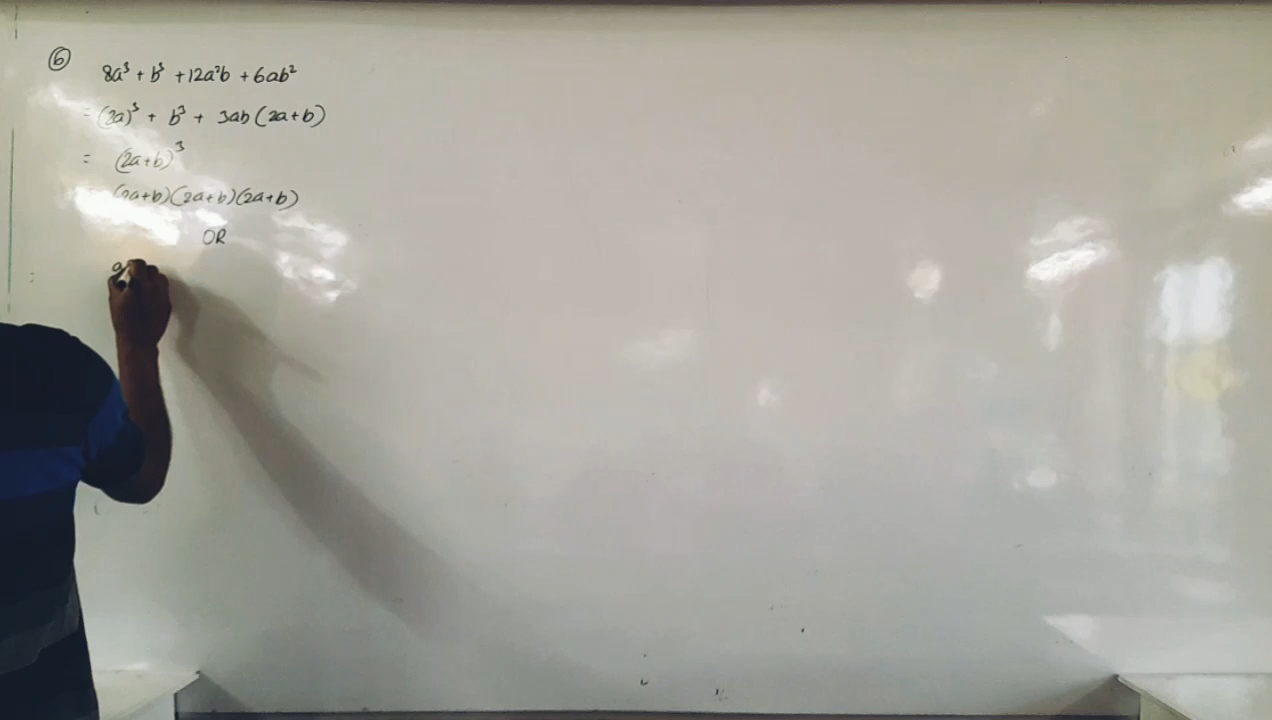 ⑥ 8a³ + b³ + 12a²b + 6ab²
= (2a)³ + b³ + 3ab(2a+b)
= (2a+b)³
(2a+b)(2a+b)(2a+b)
OR